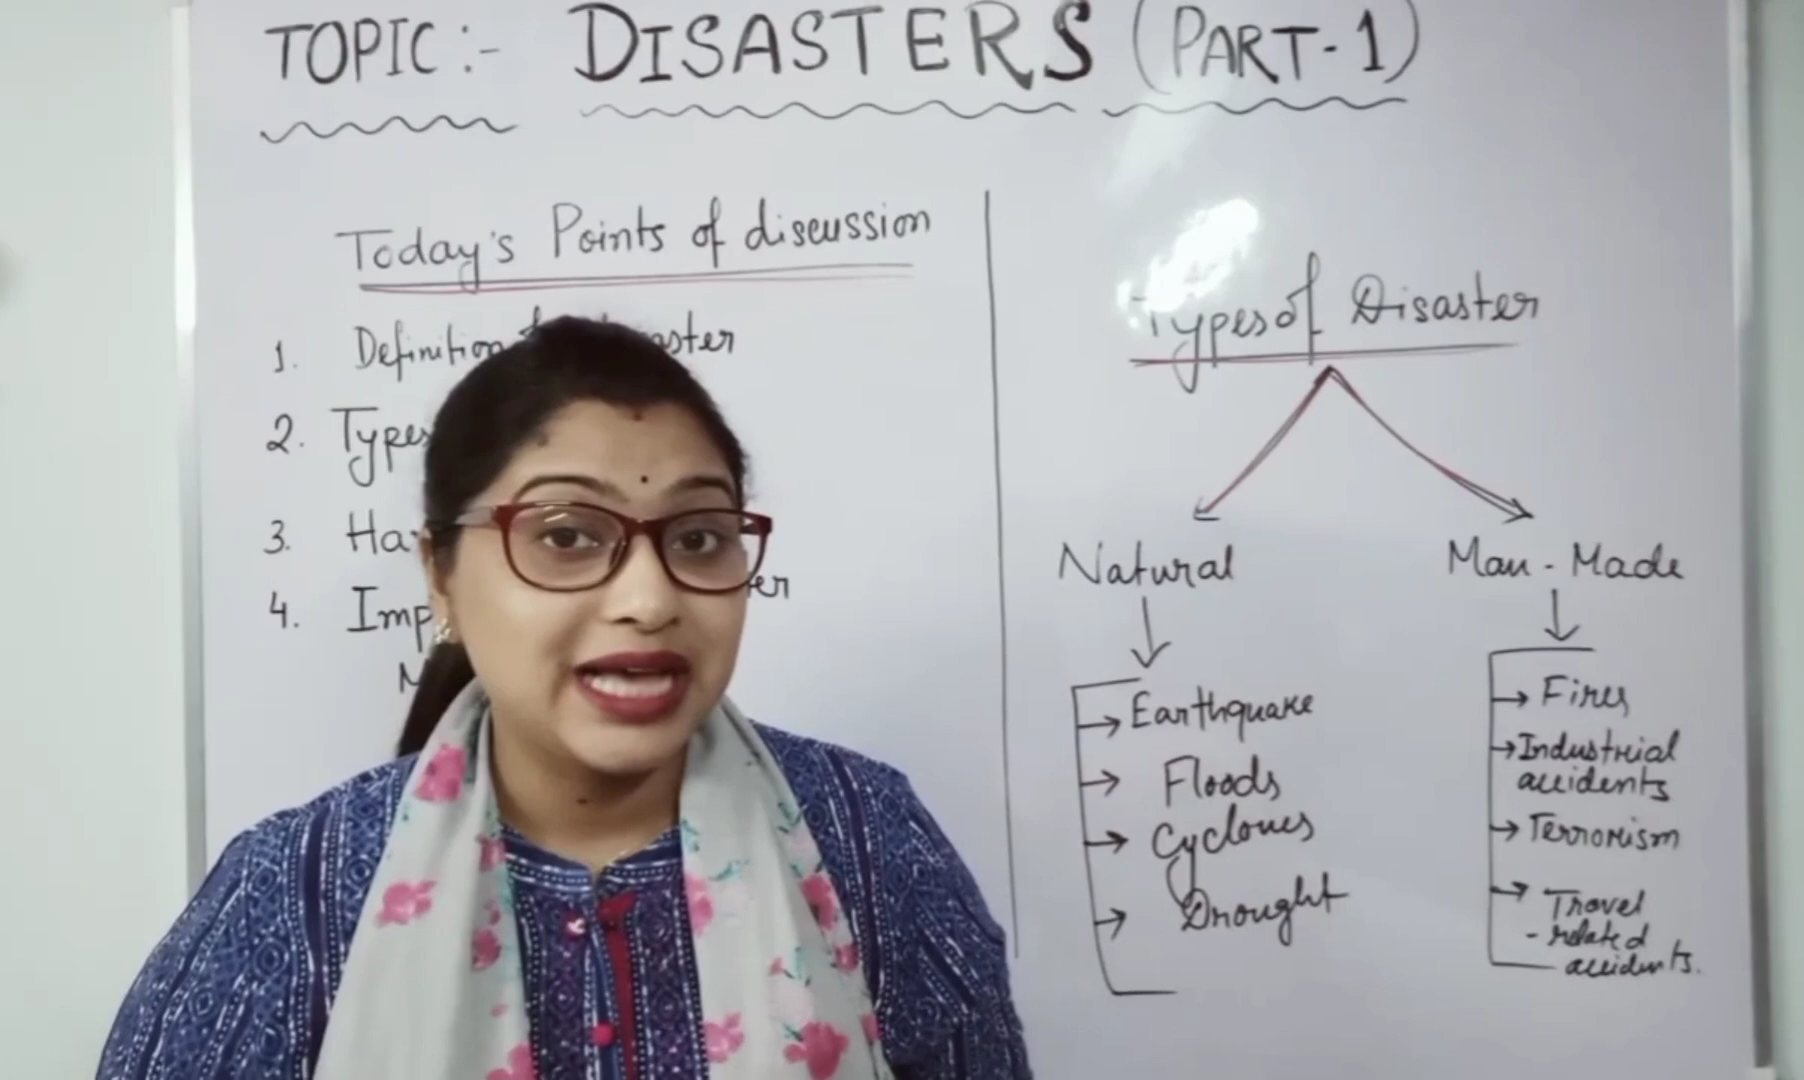 TOPIC :- DISASTERS (PART-1)
Today's Points of discussion
1. Definition
2. Types
3.
4.
Types of Disaster
Natural
Man-Made
→ Earthquake
→ Floods
→ Cyclones
→ Drought
→ Fires
→ Industrial
accidents
→ Terrorism
→ Travel
- related
accidents.